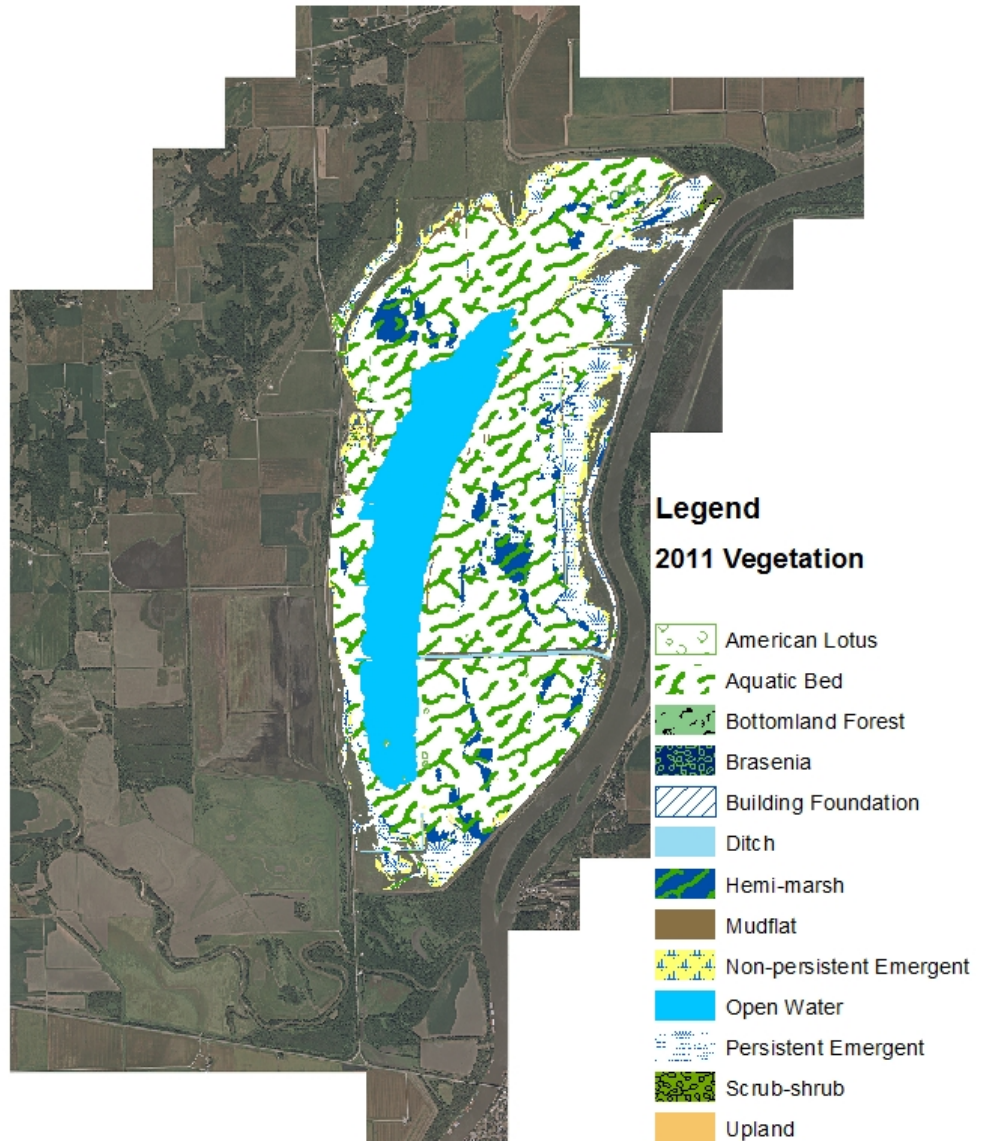 Legend
2011 Vegetation
American Lotus
Aquatic Bed
Bottomland Forest
Brasenia
Building Foundation
Ditch
Hemi-marsh
Mudflat
Non-persistent Emergent
Open Water
Persistent Emergent
Scrub-shrub
Upland